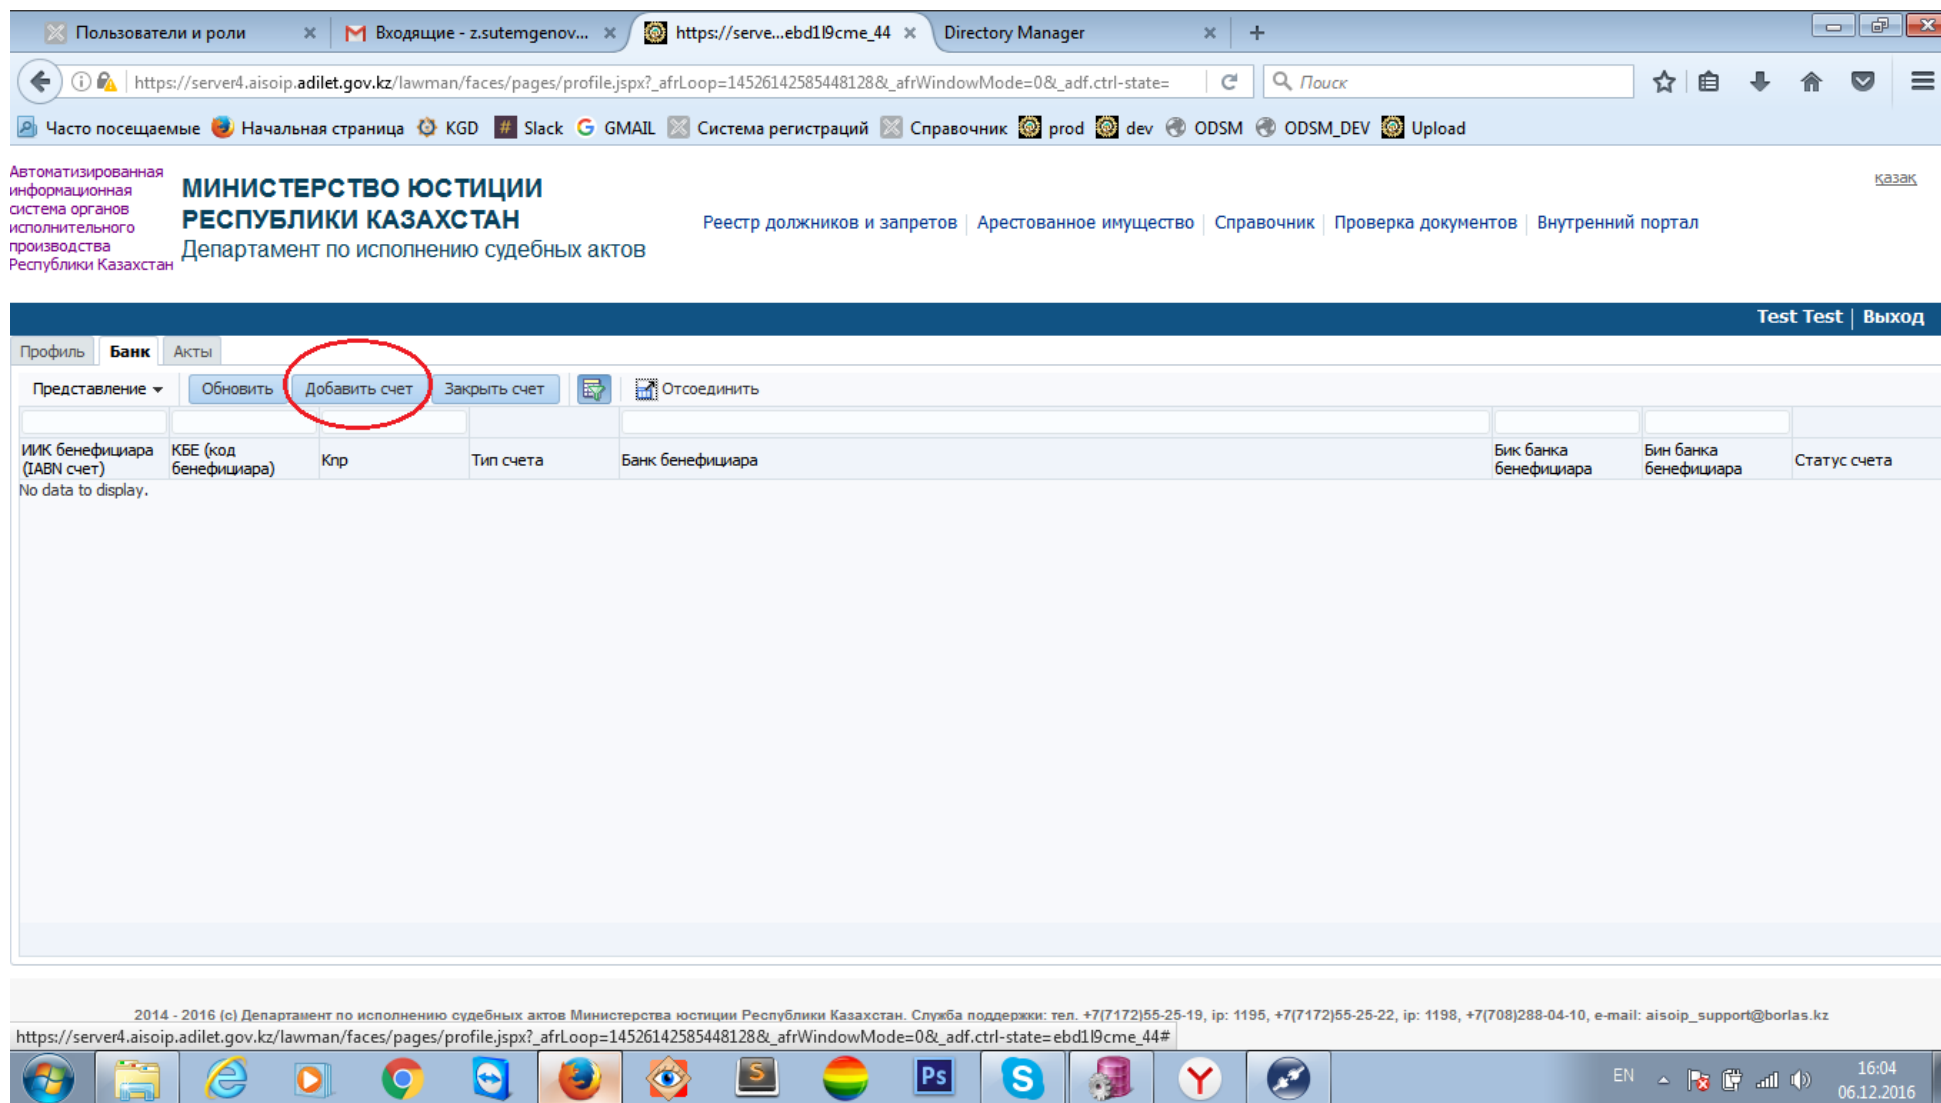 Пользователи и роли
Входящие - z.sutemgenov...
https://serve...ebd1l9cme_44
Directory Manager
https://server4.aisoip.adilet.gov.kz/lawman/faces/pages/profile.jspx?_afrLoop=14526142585448128&_afrWindowMode=0&_adf.ctrl-state=
Поиск
Часто посещаемые Начальная страница KGD # Slack G GMAIL Система регистраций Справочник prod dev ODSM ODSM_DEV Upload
Автоматизированная
информационная
система органов
исполнительного
производства
Республики Казахстан
МИНИСТЕРСТВО ЮСТИЦИИ
РЕСПУБЛИКИ КАЗАХСТАН
Департамент по исполнению судебных актов
Реестр должников и запретов | Арестованное имущество | Справочник | Проверка документов | Внутренний портал
қазақ
Test Test | Выход
Профиль Банк Акты
Представление Обновить Добавить счет Закрыть счет Отсоединить
ИИК бенефициара
(IABN счет)
КБЕ (код
бенефициара)
Кпр
Тип счета
Банк бенефициара
Бик банка
бенефициара
Бин банка
бенефициара
Статус счета
No data to display.
2014 - 2016 (с) Департамент по исполнению судебных актов Министерства юстиции Республики Казахстан. Служба поддержки: тел. +7(7172)55-25-19, ip: 1195, +7(7172)55-25-22, ip: 1198, +7(708)288-04-10, e-mail: aisoip_support@borlas.kz
https://server4.aisoip.adilet.gov.kz/lawman/faces/pages/profile.jspx?_afrLoop=14526142585448128&_afrWindowMode=0&_adf.ctrl-state=ebd1l9cme_44#
S
Ps
S
Y
EN
16:04
06.12.2016